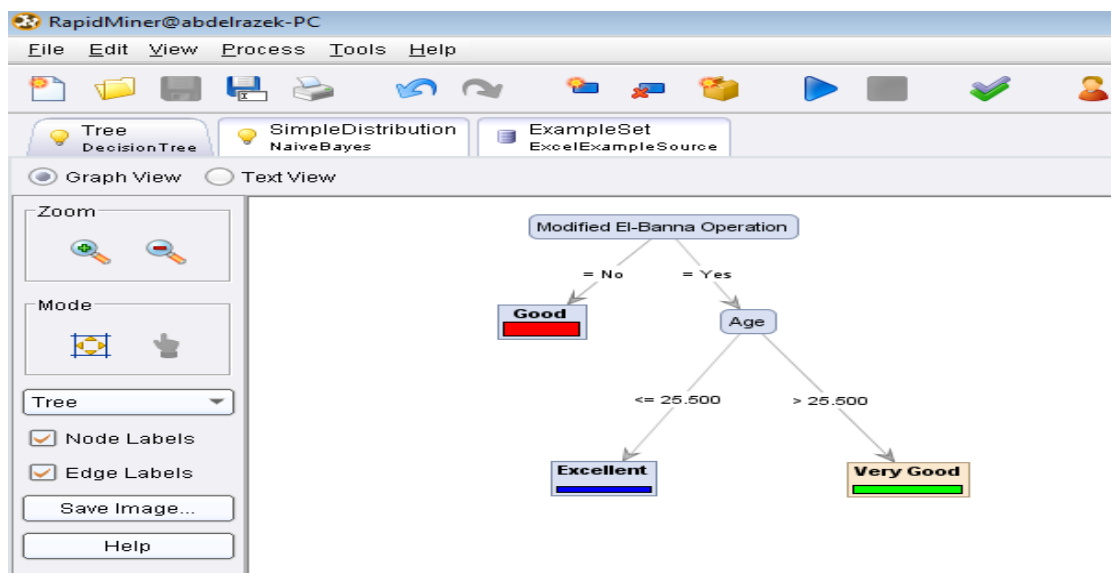 RapidMiner@abdelrazek-PC
File Edit View Process Tools Help
Tree
DecisionTree
SimpleDistribution
NaiveBayes
ExampleSet
ExcelExampleSource
Graph View Text View
Zoom
Mode
Tree
Node Labels
Edge Labels
Save Image...
Help
Modified El-Banna Operation
= No = Yes
Good
Age
<= 25.500 > 25.500
Excellent Very Good